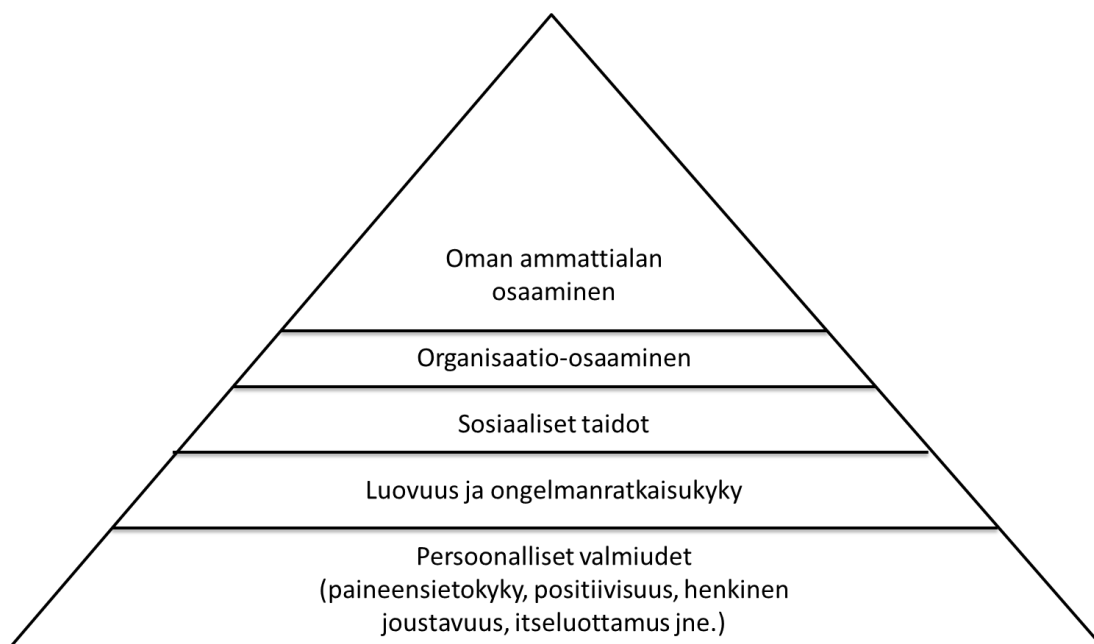 Oman ammattialan
osaaminen
Organisaatio-osaaminen
Sosiaaliset taidot
Luovuus ja ongelmanratkaisukyky
Persoonalliset valmiudet
(paineensietokyky, positiivisuus, henkinen
joustavuus, itseluottamus jne.)